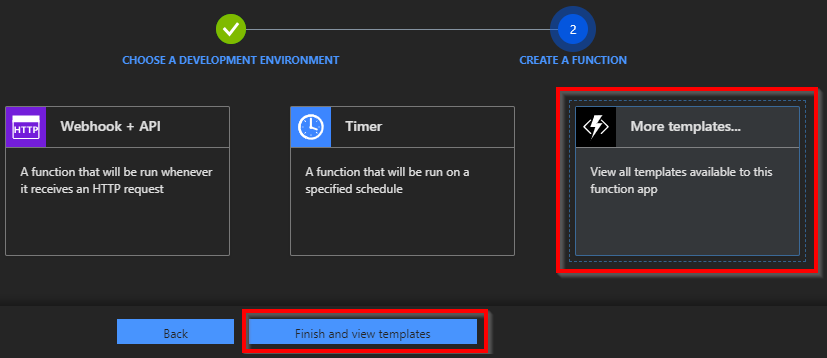 2
CHOOSE A DEVELOPMENT ENVIRONMENT
CREATE A FUNCTION
HTTP
Webhook + API
A function that will be run whenever
it receives an HTTP request
Timer
A function that will be run on a
specified schedule
More templates...
View all templates available to this
function app
Back
Finish and view templates